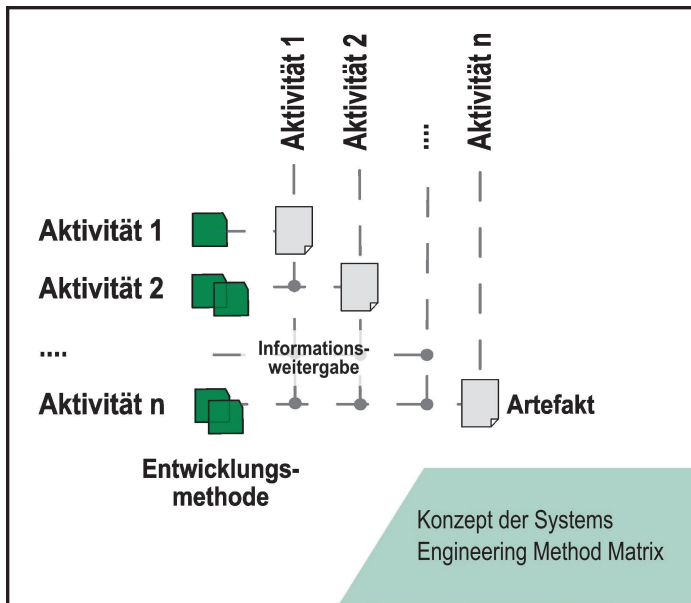 Aktivität 1
Aktivität 2
....
Aktivität n
Aktivität 1
Aktivität 2
....
Informations-
weitergabe
Aktivität n
Artefakt
Entwicklungs-
methode
Konzept der Systems
Engineering Method Matrix